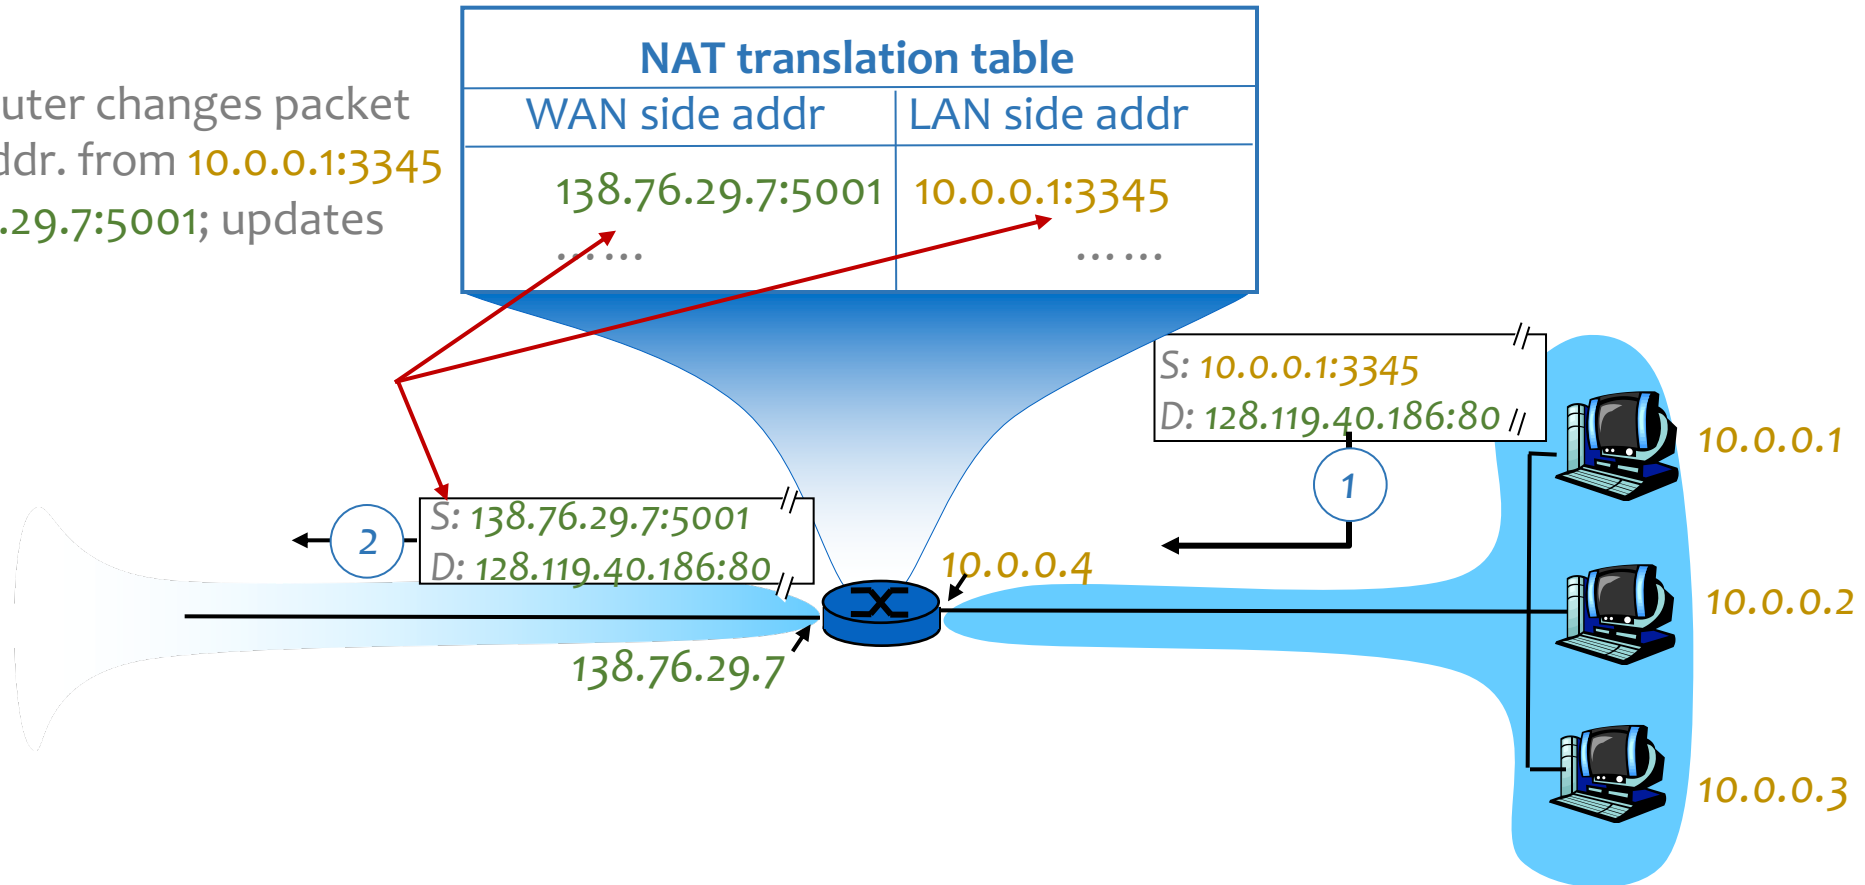 NAT translation table
WAN side addr LAN side addr
138.76.29.7:5001 10.0.0.1:3345
…… ……
uter changes packet
ddr. from 10.0.0.1:3345
.29.7:5001; updates
S: 10.0.0.1:3345
D: 128.119.40.186:80
1
10.0.0.1
2
S: 138.76.29.7:5001
D: 128.119.40.186:80
10.0.0.4
10.0.0.2
138.76.29.7
10.0.0.3